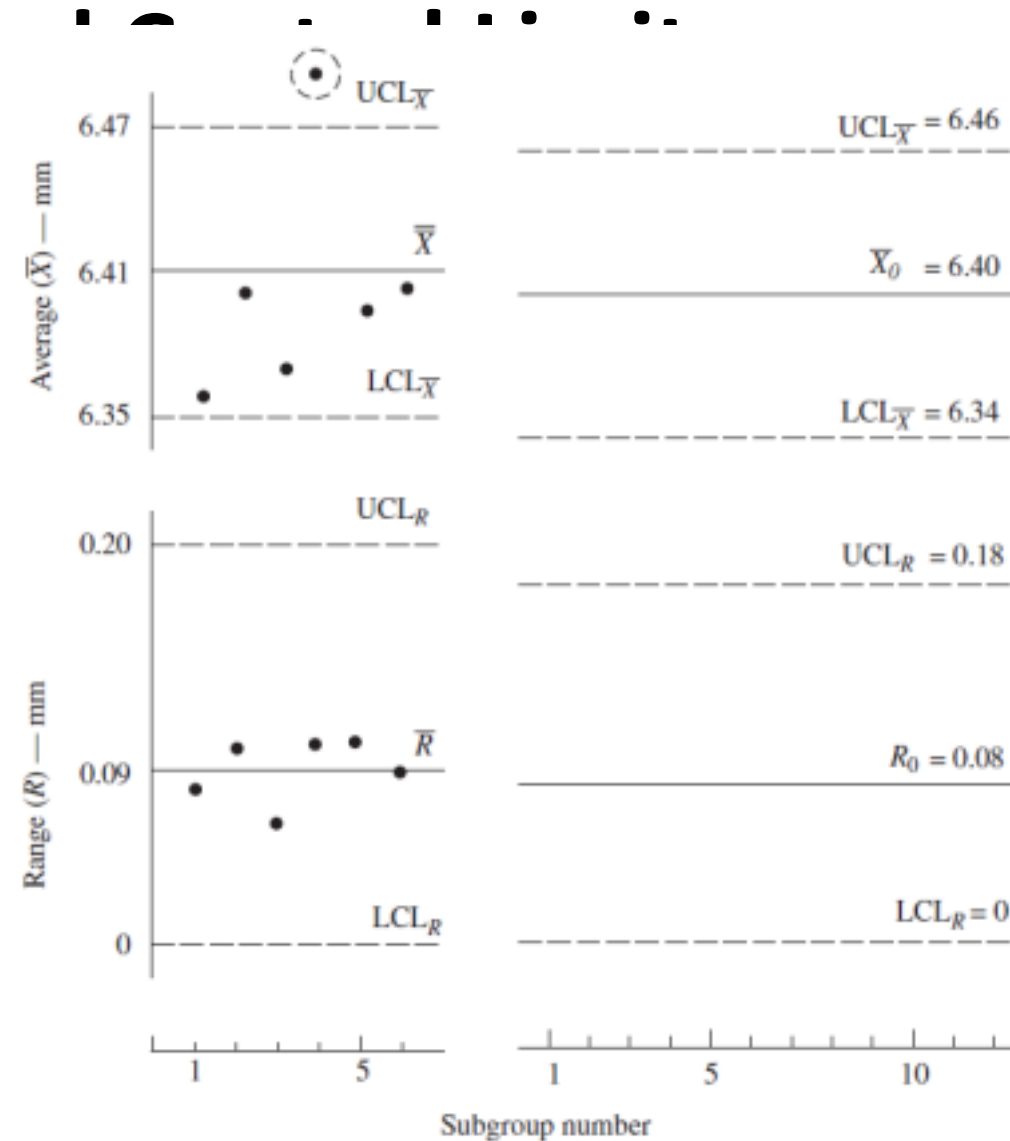 UCL_X̅
6.47
UCL_X̅ = 6.46
X̿
6.41
X̅₀ = 6.40
Average (X̅) — mm
LCL_X̅
6.35
LCL_X̅ = 6.34
UCL_R
0.20
UCL_R = 0.18
R̅
0.09
R₀ = 0.08
Range (R) — mm
LCL_R
0
LCL_R = 0
1 5
1 5 10
Subgroup number